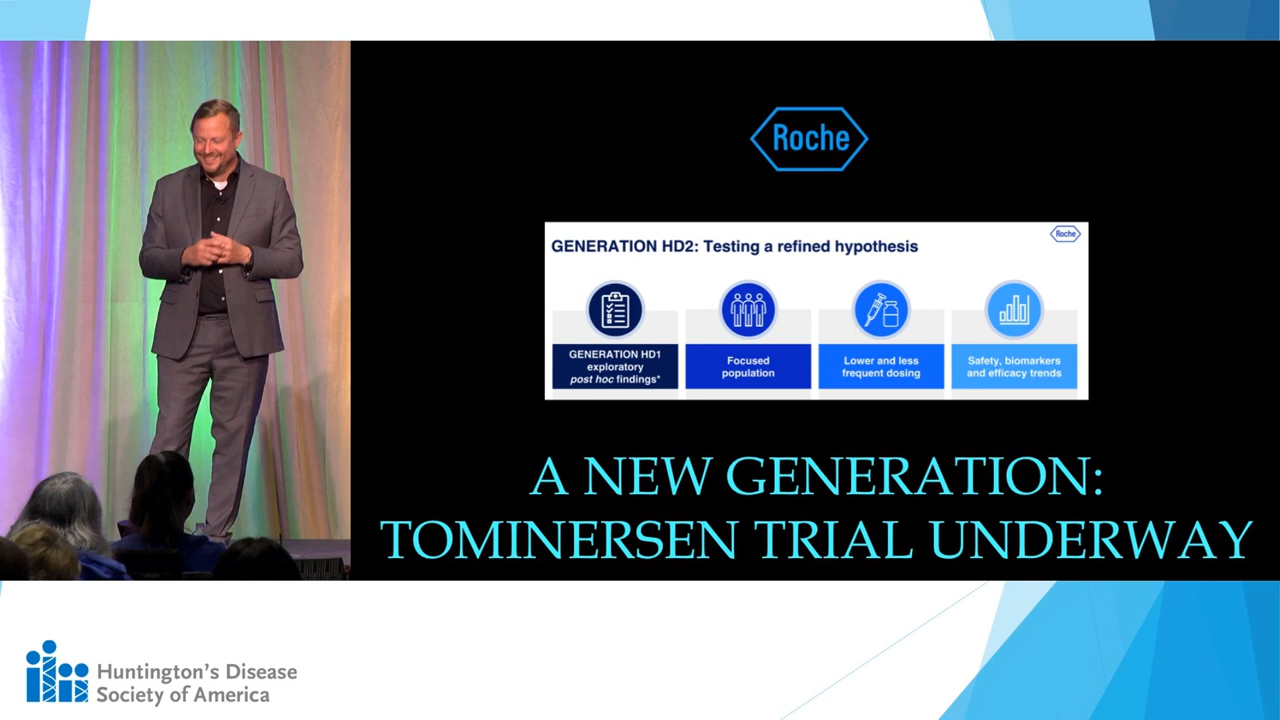 Roche
GENERATION HD2: Testing a refined hypothesis
Roche
GENERATION HD1
exploratory
post hoc findings*
Focused
population
Lower and less
frequent dosing
Safety, biomarkers
and efficacy trends
A NEW GENERATION:
TOMINERSEN TRIAL UNDERWAY
Huntington's Disease
Society of America